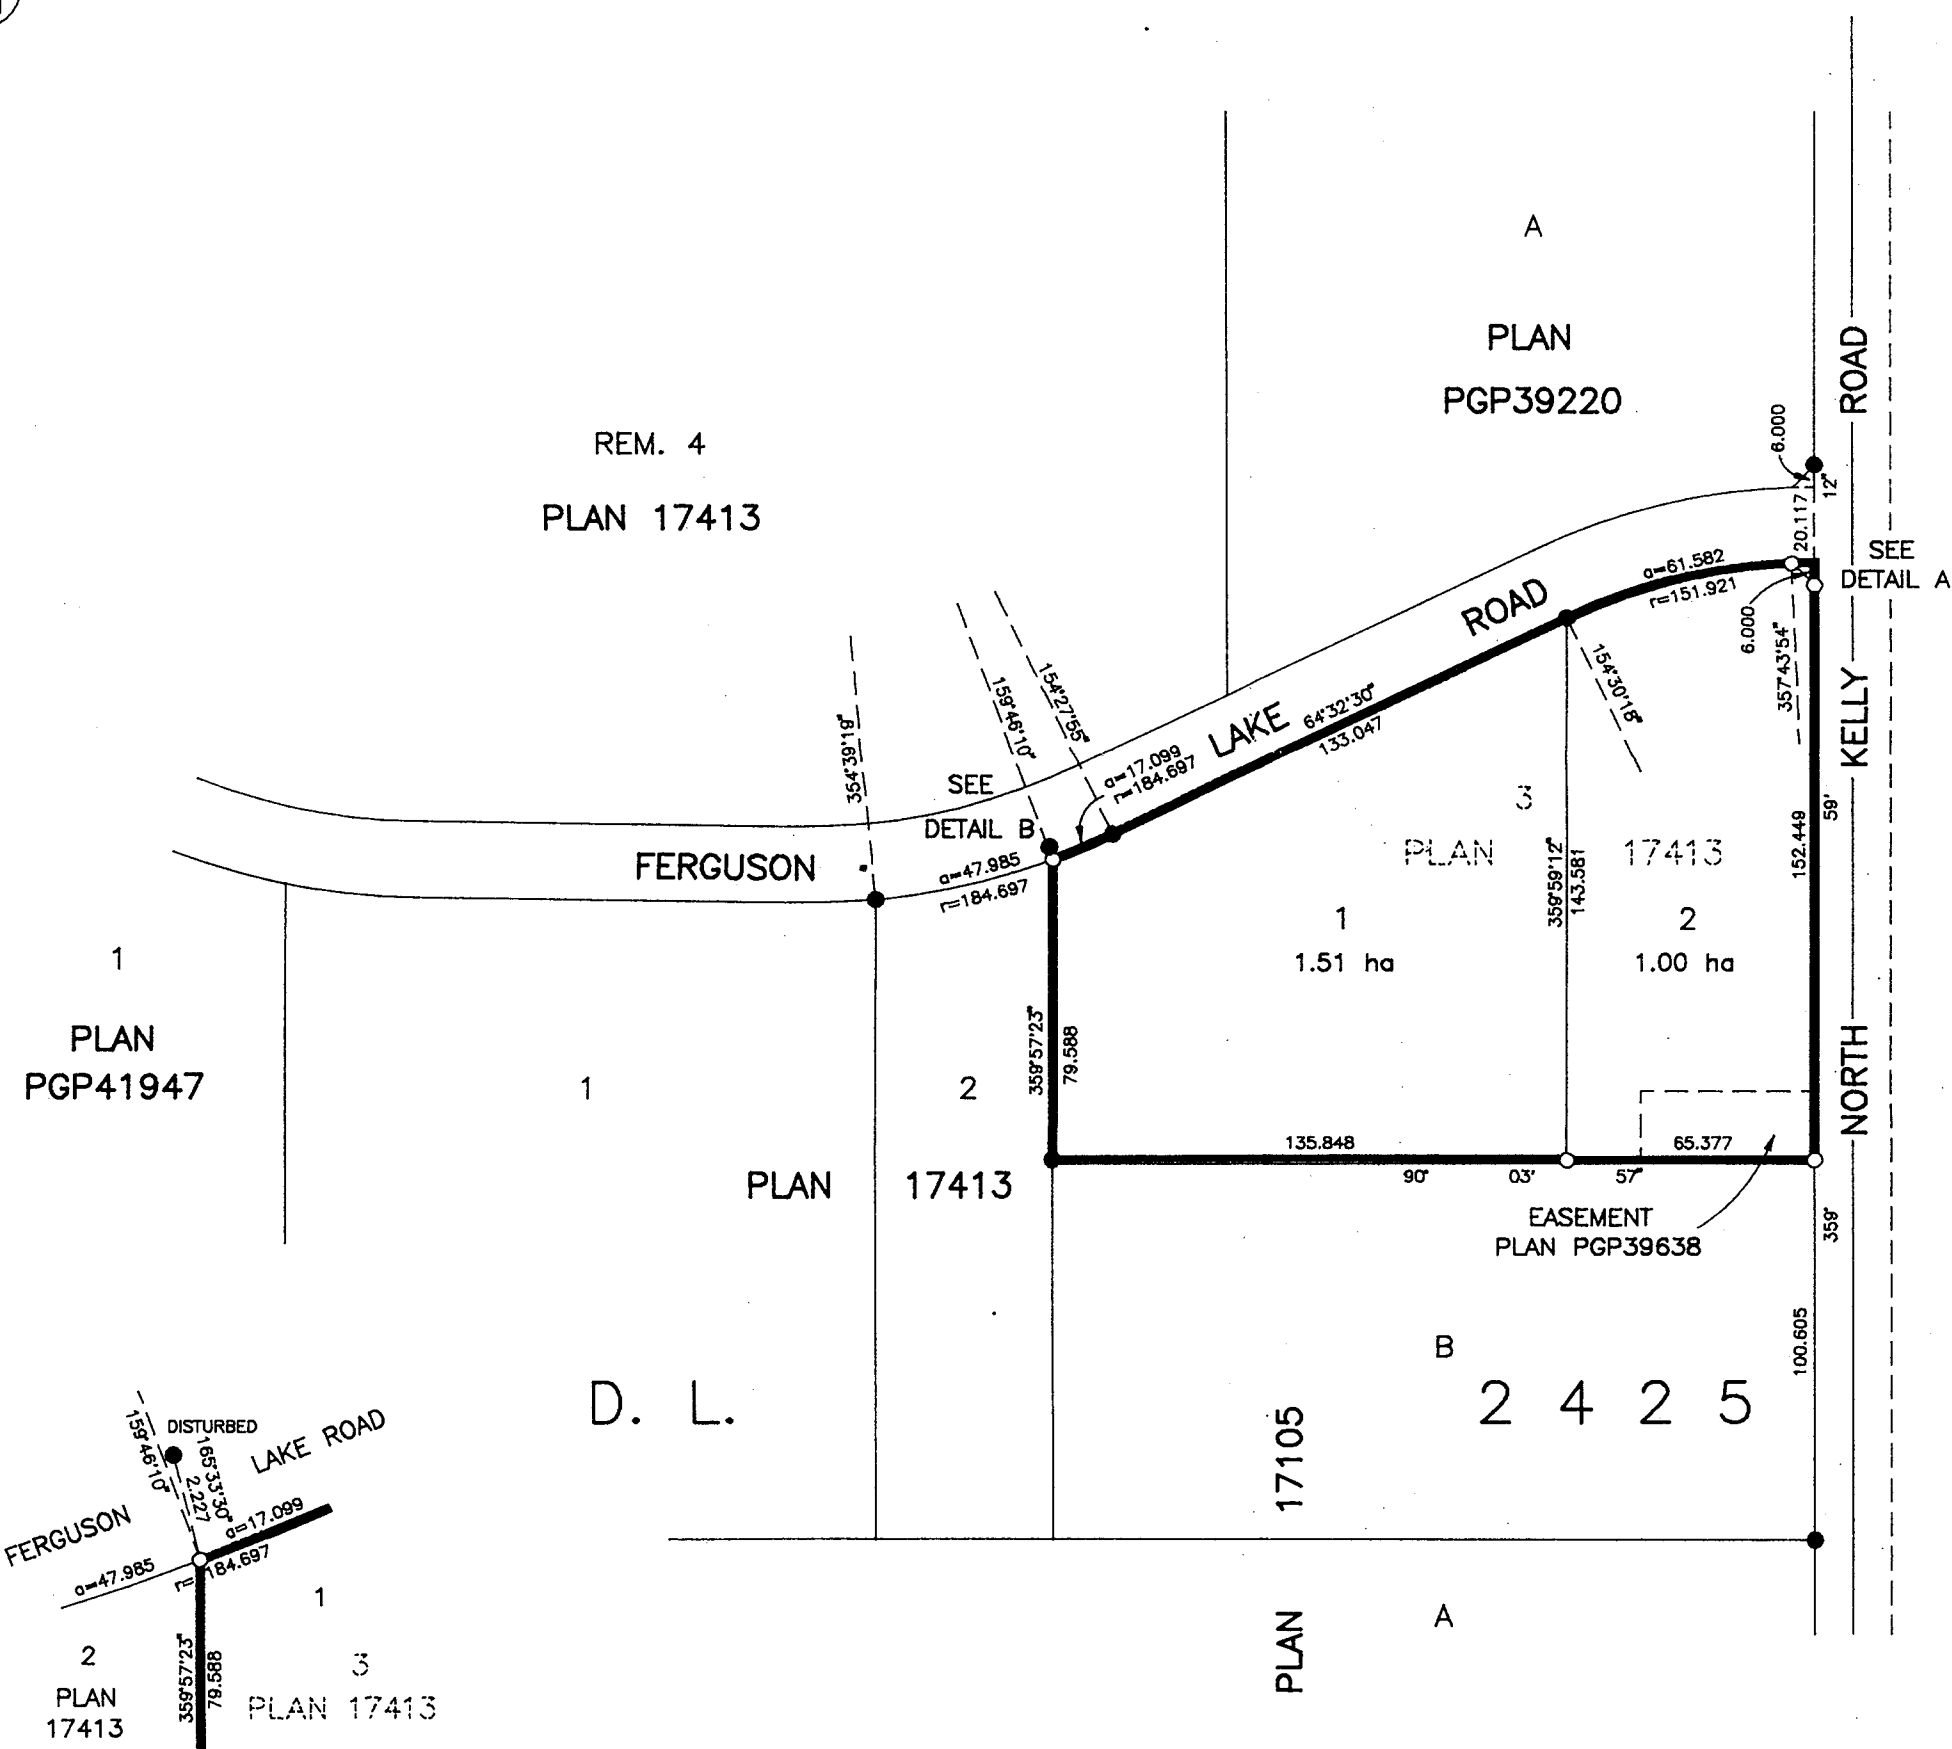 A
PLAN
PGP39220
ROAD
KELLY
NORTH
REM. 4
PLAN 17413
6.000
12"
20.117
SEE
DETAIL A
a=61.582
r=151.921
6.000
357°43'54"
154°30'18"
ROAD
LAKE
FERGUSON
64°32'30"
133.047
154°27'55"
159°46'10"
354°39'19"
a=17.099
r=184.697
SEE
DETAIL B
a=47.985
r=184.697
3
PLAN 17413
59'
152.449
359°59'12"
143.581
1
1.51 ha
2
1.00 ha
1
PLAN
PGP41947
1
2
359°57'23"
79.588
135.848
65.377
90° 03' 57"
PLAN 17413
EASEMENT
PLAN PGP39638
359°
100.605
B
D. L. 2425
PLAN 17105
A
DISTURBED
159°46'10"
165°33'30"
2.227
LAKE ROAD
FERGUSON
a=17.099
a=47.985
r= 184.697
1
2
PLAN
17413
359°57'23"
79.588
3
PLAN 17413